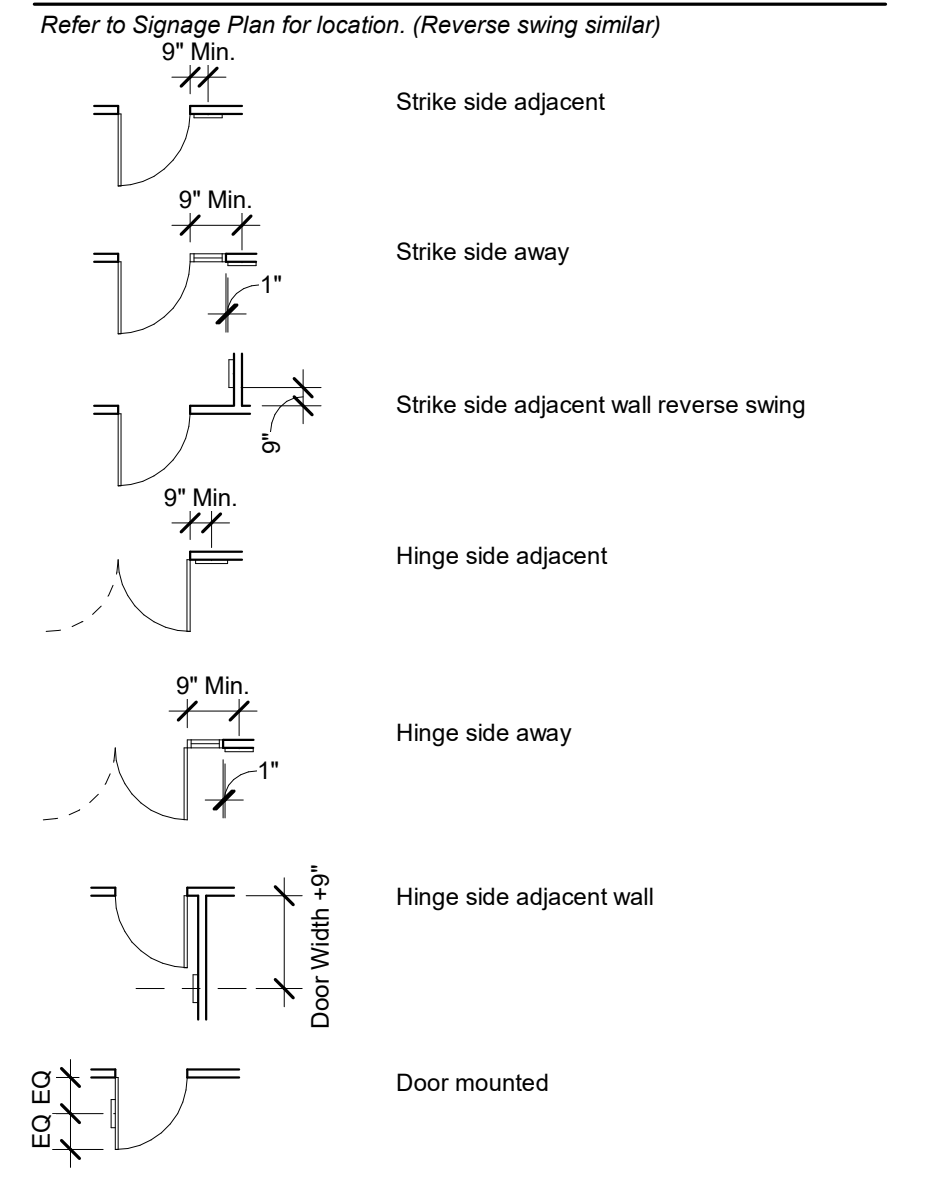 Refer to Signage Plan for location. (Reverse swing similar)
9" Min.
Strike side adjacent
9" Min.
Strike side away
1"
Strike side adjacent wall reverse swing
9"
9" Min.
Hinge side adjacent
9" Min.
Hinge side away
1"
Hinge side adjacent wall
Door Width +9"
Door mounted
EQ EQ